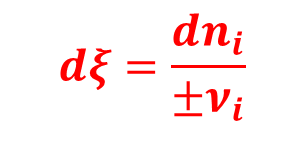 dξ = dnᵢ / ±νᵢ